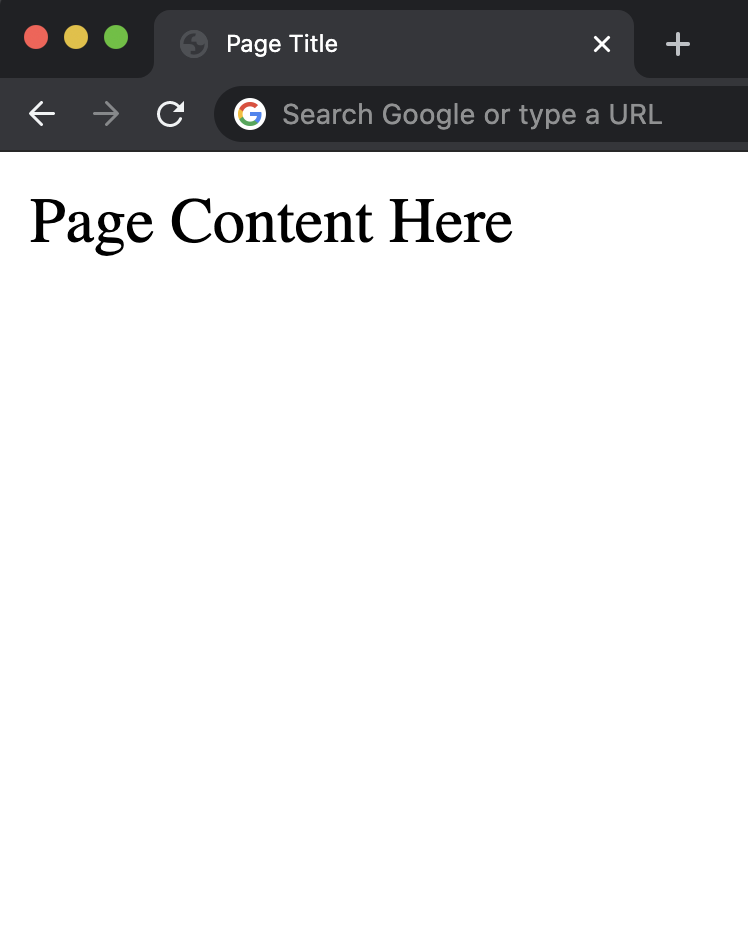 Page Title
Search Google or type a URL
Page Content Here